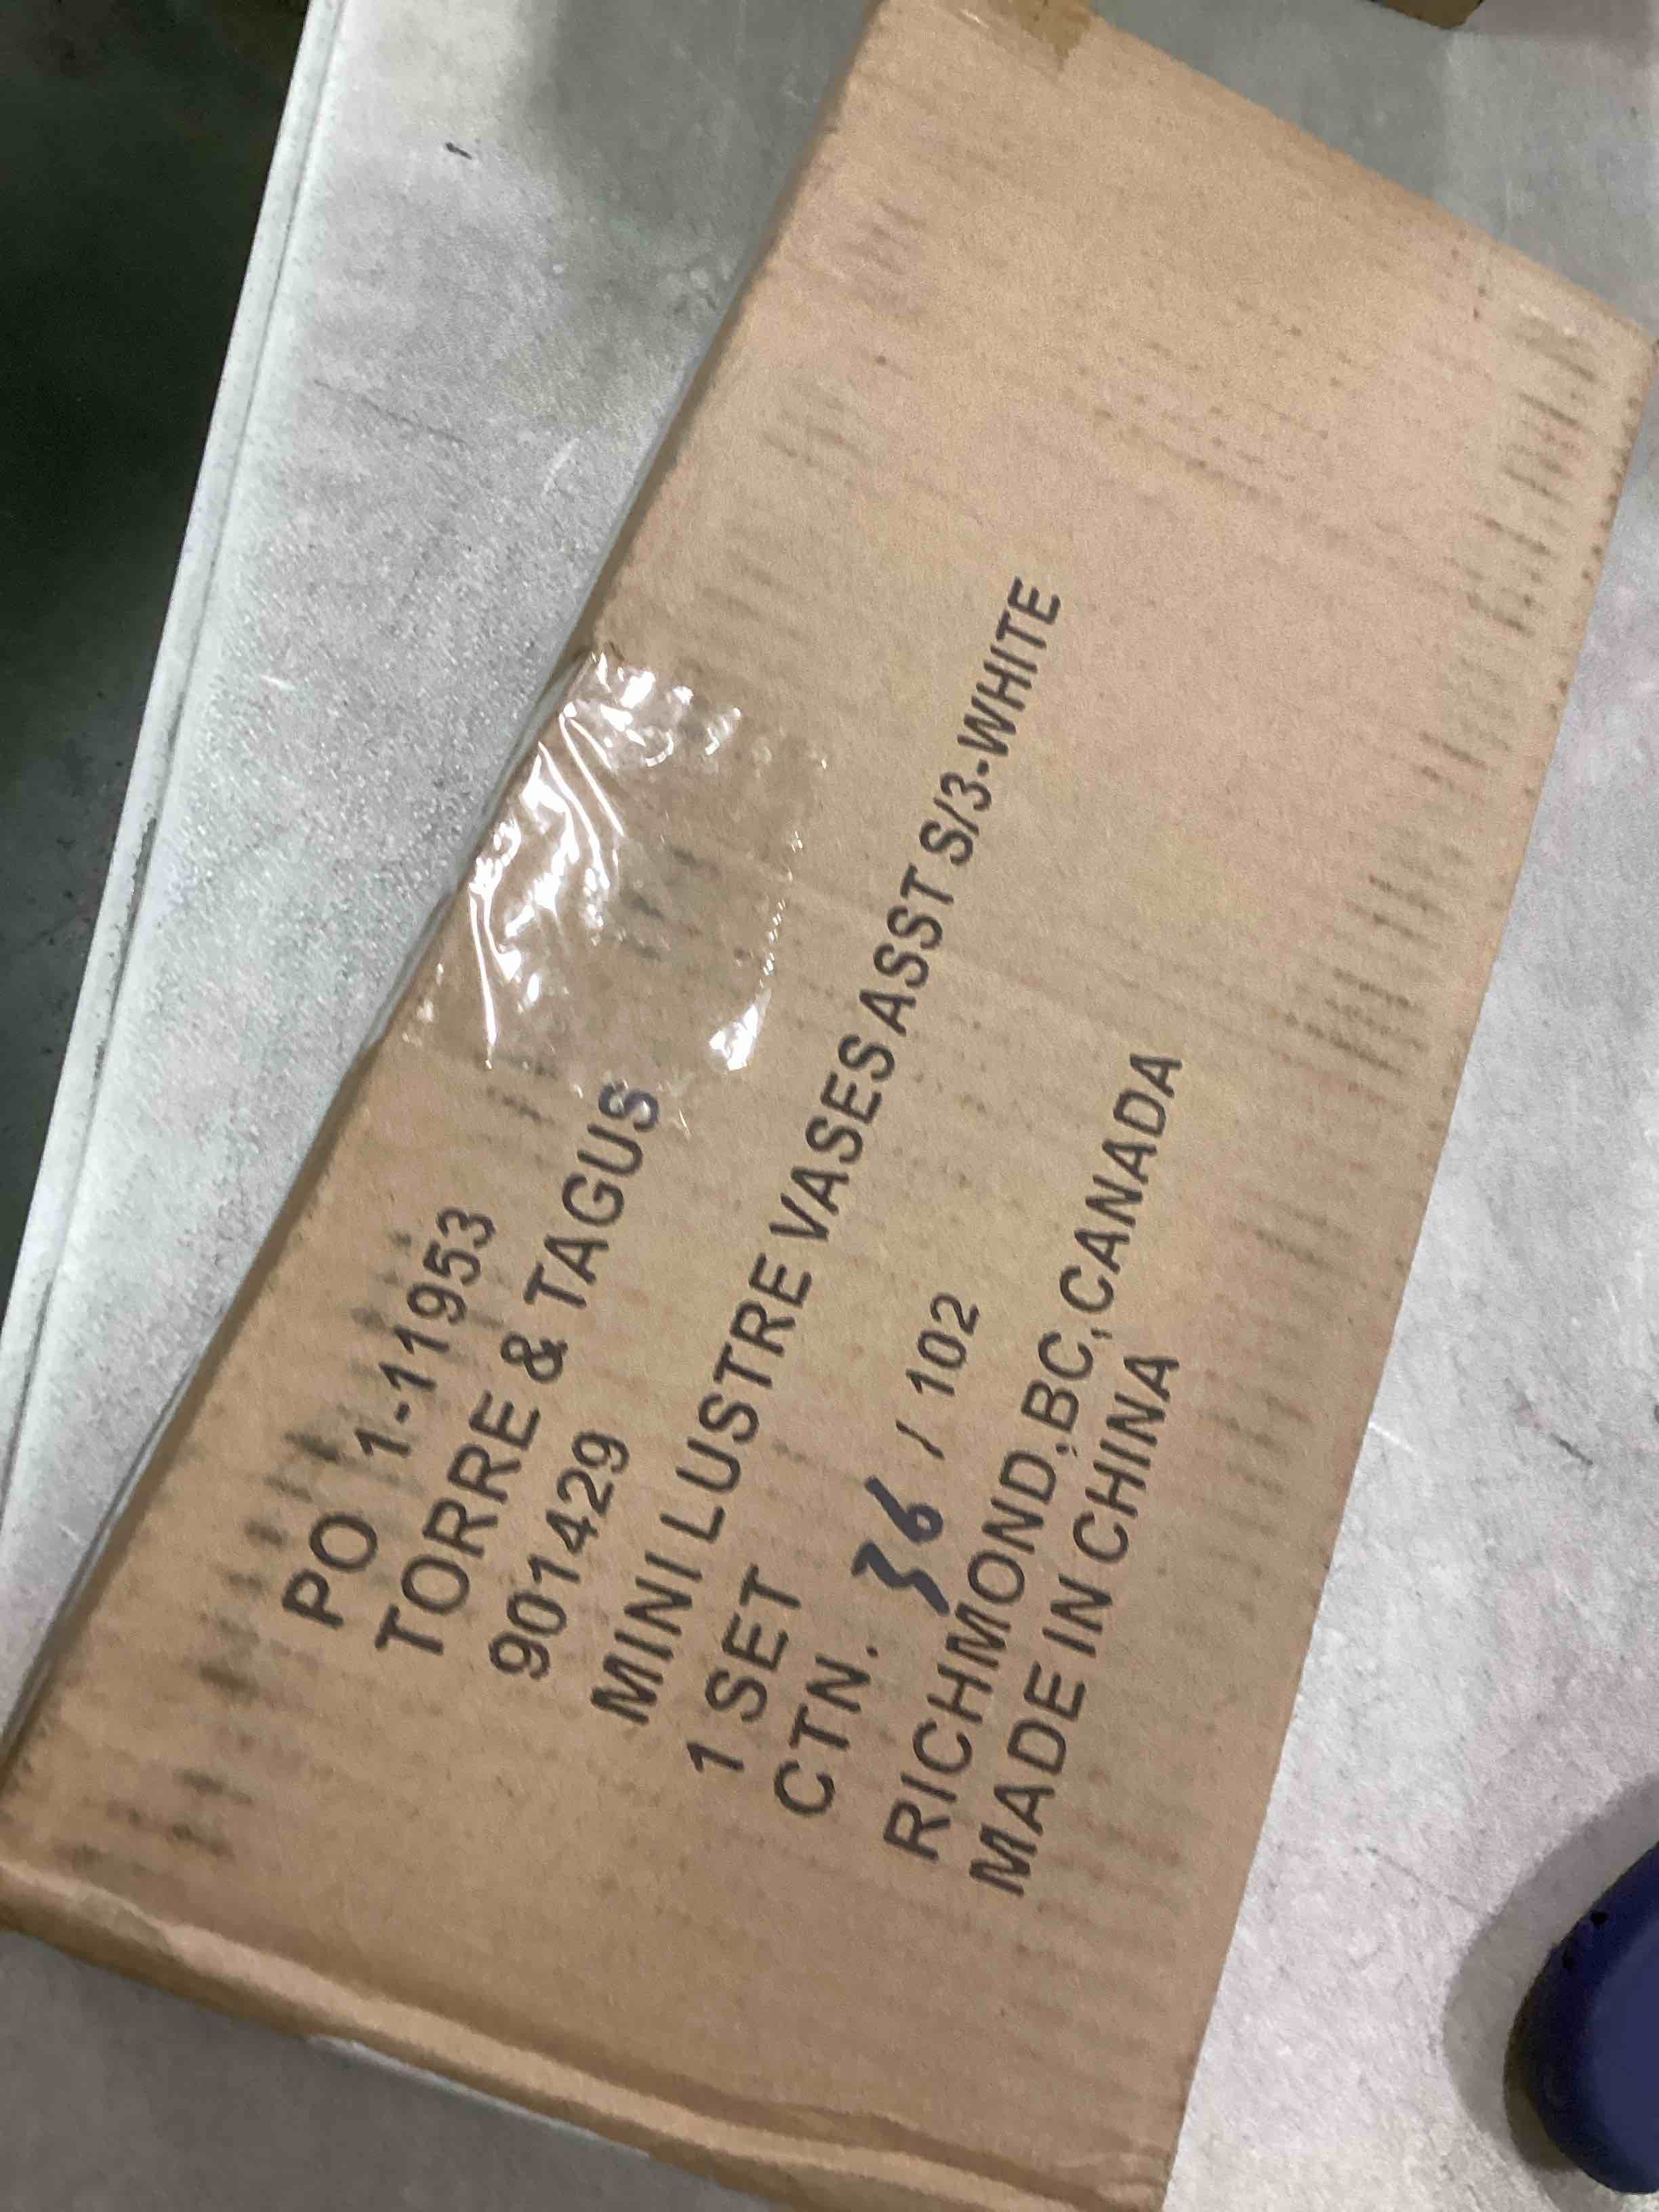 PO 1-11953
TORRE & TAGUS
901429
MINI LUSTRE VASES ASST S/3-WHITE
1 SET
CTN. 36 / 102
RICHMOND,BC,CANADA
MADE IN CHINA